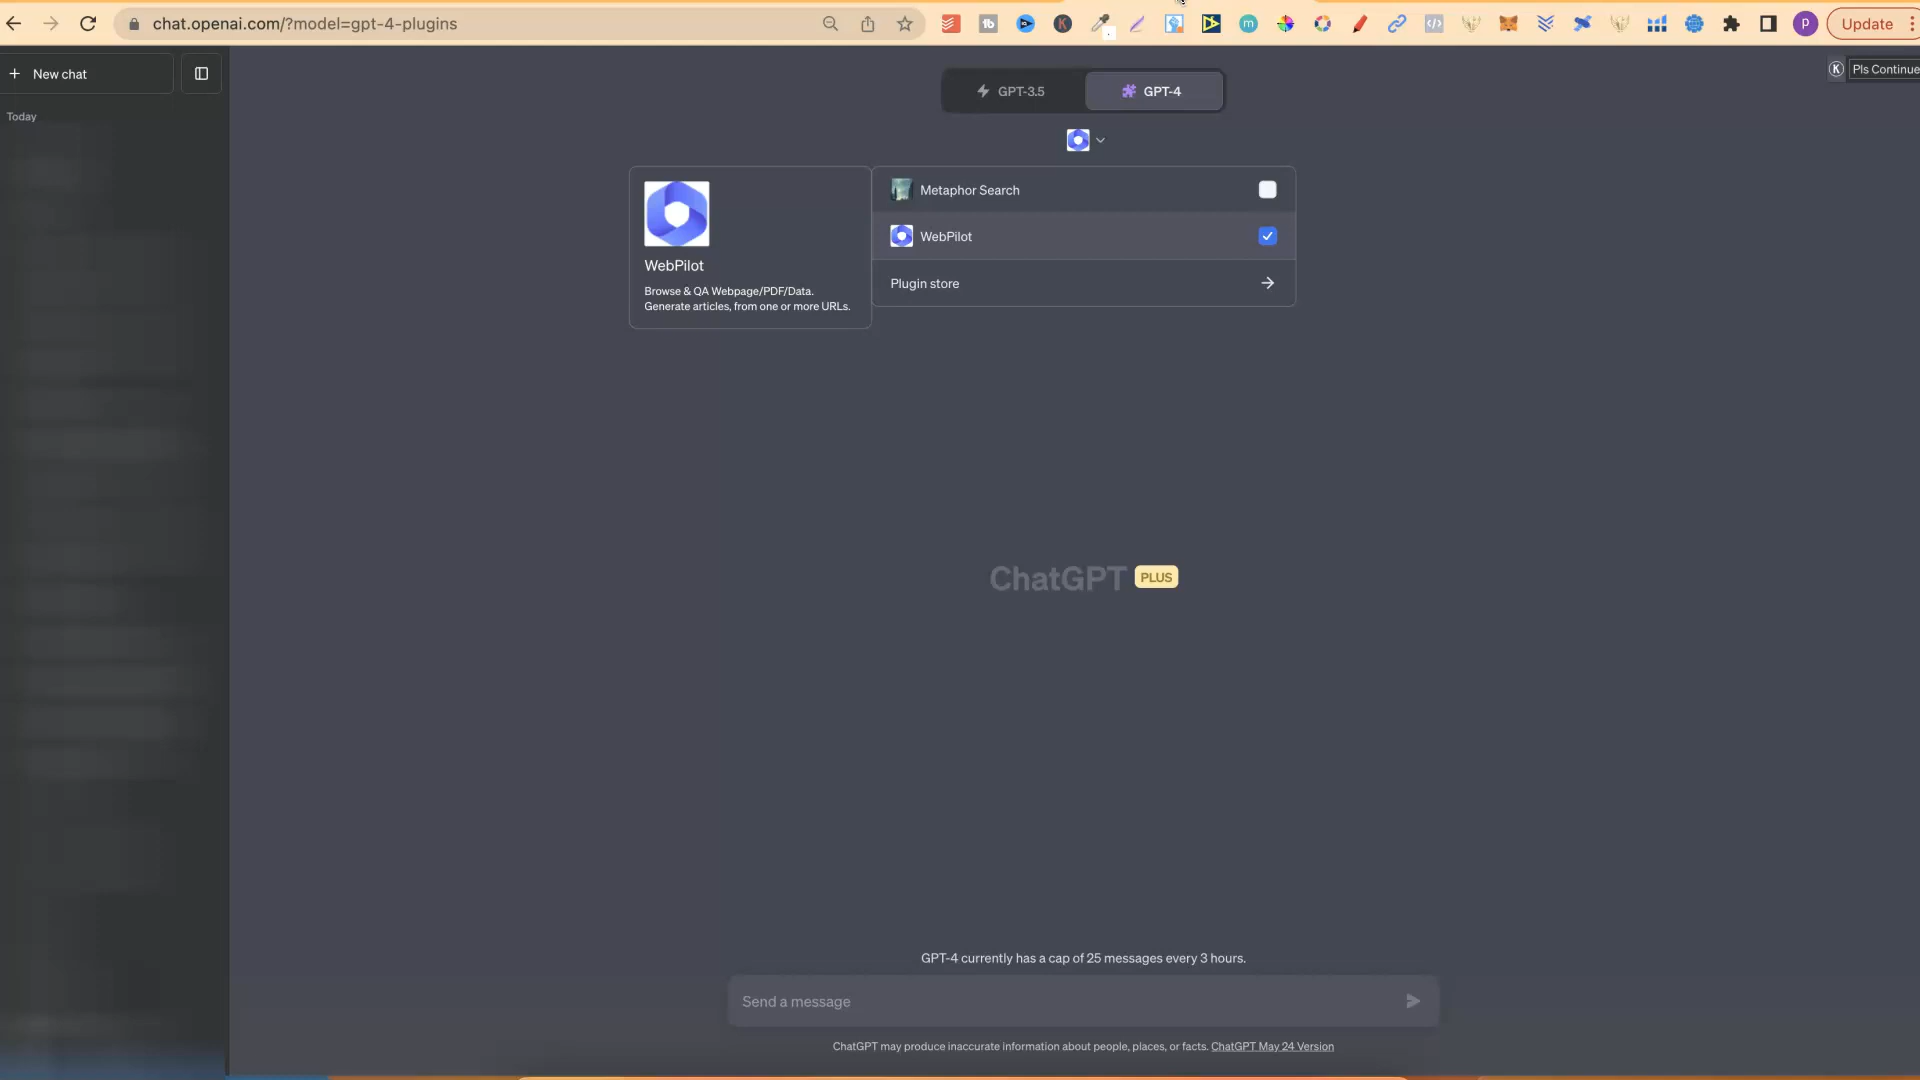 chat.openai.com/?model=gpt-4-plugins
Update
New chat
Today
GPT-3.5
GPT-4
Pls Continue
WebPilot
Browse & QA Webpage/PDF/Data.
Generate articles, from one or more URLs.
Metaphor Search
WebPilot
Plugin store
ChatGPT PLUS
GPT-4 currently has a cap of 25 messages every 3 hours.
Send a message
ChatGPT may produce inaccurate information about people, places, or facts. ChatGPT May 24 Version